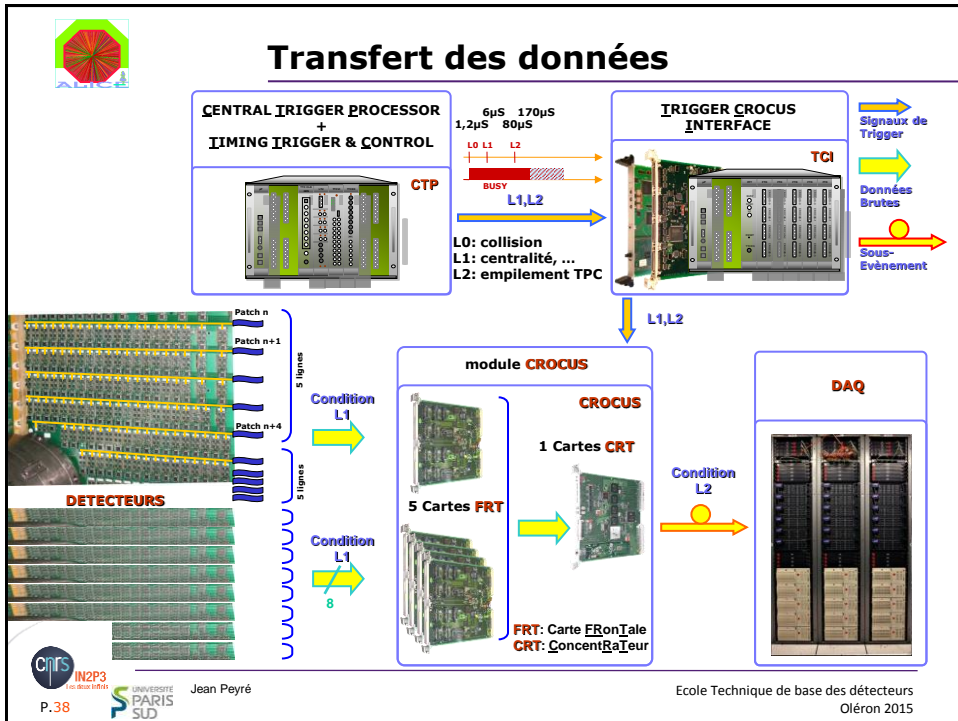 Transfert des données
ALICE
CENTRAL TRIGGER PROCESSOR
+
TIMING TRIGGER & CONTROL
CTP
6µS 170µS
1,2µS 80µS
L0 L1 L2
BUSY
L1,L2
L0: collision
L1: centralité, ...
L2: empilement TPC
TRIGGER CROCUS
INTERFACE
TCI
Signaux de
Trigger
Données
Brutes
Sous-
Evènement
L1,L2
Patch n
Patch n+1
Patch n+4
5 lignes
5 lignes
DETECTEURS
Condition
L1
Condition
L1
8
module CROCUS
CROCUS
1 Cartes CRT
5 Cartes FRT
FRT: Carte FRonTale
CRT: ConcentRaTeur
Condition
L2
DAQ
cnrs
IN2P3
Les deux infinis
P.38
UNIVERSITÉ
PARIS
SUD
Jean Peyré
Ecole Technique de base des détecteurs
Oléron 2015